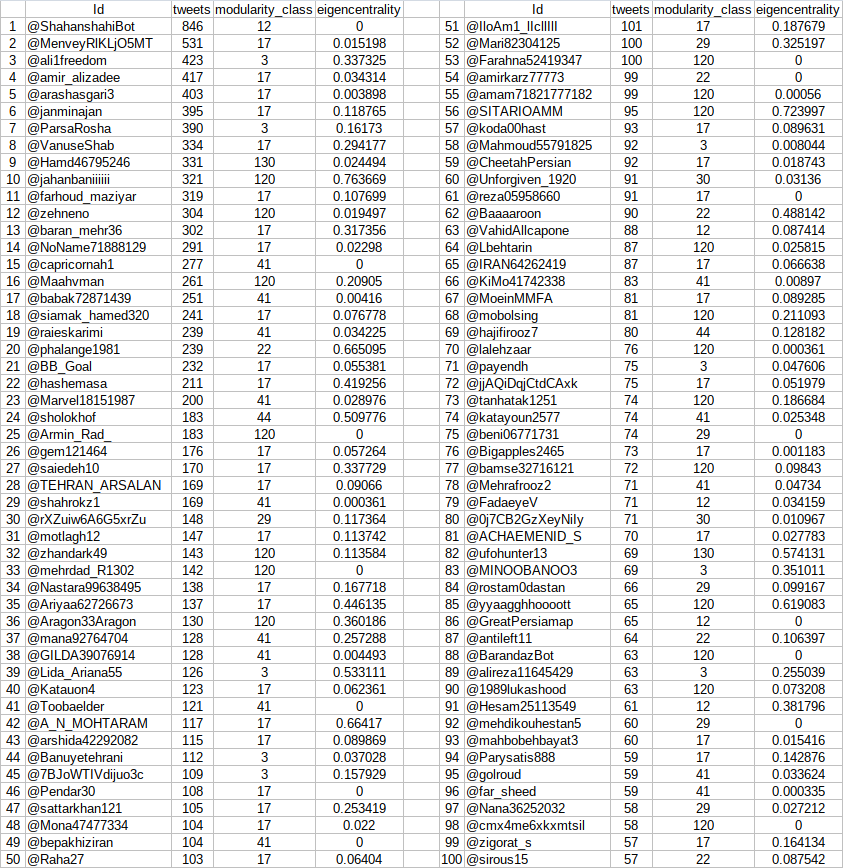 Id tweets modularity_class eigencentrality Id tweets modularity_class eigencentrality
1 @ShahanshahiBot 846 12 0 51 @IloAm1_lIcllIII 101 17 0.187679
2 @MenveyRIKLjO5MT 531 17 0.015198 52 @Mari82304125 100 29 0.325197
3 @ali1freedom 423 3 0.337325 53 @Farahna52419347 100 120 0
4 @amir_alizadee 417 17 0.034314 54 @amirkarz77773 99 22 0
5 @arashasgari3 403 17 0.003898 55 @amam71821777182 99 120 0.00056
6 @janminajan 395 17 0.118765 56 @SITARIOAMM 95 120 0.723997
7 @ParsaRosha 390 3 0.16173 57 @koda00hast 93 17 0.089631
8 @VanuseShab 334 17 0.294177 58 @Mahmoud55791825 92 3 0.008044
9 @Hamd46795246 331 130 0.024494 59 @CheetahPersian 92 17 0.018743
10 @jahanbaniiiiii 321 120 0.763669 60 @Unforgiven_1920 91 30 0.03136
11 @farhoud_maziyar 319 17 0.107699 61 @reza05958660 91 17 0
12 @zehneno 304 120 0.019497 62 @Baaaaroon 90 22 0.488142
13 @baran_mehr36 302 17 0.317356 63 @VahidAllcapone 88 12 0.087414
14 @NoName71888129 291 17 0.02298 64 @Lbehtarin 87 120 0.025815
15 @capricornah1 277 41 0 65 @IRAN64262419 87 17 0.066638
16 @Maahvman 261 120 0.20905 66 @KiMo41742338 83 41 0.00897
17 @babak72871439 251 41 0.00416 67 @MoeinMMFA 81 17 0.089285
18 @siamak_hamed320 241 17 0.076778 68 @mobolsing 81 120 0.211093
19 @raieskarimi 239 41 0.034225 69 @hajifirooz7 80 44 0.128182
20 @phalange1981 239 22 0.665095 70 @lalehzaar 76 120 0.000361
21 @BB_Goal 232 17 0.055381 71 @payendh 75 3 0.047606
22 @hashemasa 211 17 0.419256 72 @jjAQiDqjCtdCAxk 75 17 0.051979
23 @Marvel18151987 200 41 0.028976 73 @tanhatak1251 74 120 0.186684
24 @sholokhof 183 44 0.509776 74 @katayoun2577 74 41 0.025348
25 @Armin_Rad_ 183 120 0 75 @beni06771731 74 29 0
26 @gem121464 176 17 0.057264 76 @Bigapples2465 73 17 0.001183
27 @saiedeh10 170 17 0.337729 77 @bamse32716121 72 120 0.09843
28 @TEHRAN_ARSALAN 169 17 0.09066 78 @Mehrafrooz2 71 41 0.04734
29 @shahrokz1 169 41 0.000361 79 @FadaeyeV 71 12 0.034159
30 @rXZuiw6A6G5xrZu 148 29 0.117364 80 @0j7CB2GzXeyNiIy 71 30 0.010967
31 @motlagh12 147 17 0.113742 81 @ACHAEMENID_S 70 17 0.027783
32 @zhandark49 143 120 0.113584 82 @ufohunter13 69 130 0.574131
33 @mehrdad_R1302 142 120 0 83 @MINOOBANOO3 69 3 0.351011
34 @Nastara99638495 138 17 0.167718 84 @rostam0dastan 66 29 0.099167
35 @Ariyaa62726673 137 17 0.446135 85 @yyaagghhoooott 65 120 0.619083
36 @Aragon33Aragon 130 120 0.360186 86 @GreatPersiamap 65 12 0
37 @mana92764704 128 41 0.257288 87 @antileft11 64 22 0.106397
38 @GILDA39076914 128 41 0.004493 88 @BarandazBot 63 120 0
39 @Lida_Ariana55 126 3 0.533111 89 @alireza11645429 63 3 0.255039
40 @Katauon4 123 17 0.062361 90 @1989lukashood 63 120 0.073208
41 @Toobaelder 121 41 0 91 @Hesam25113549 61 12 0.381796
42 @A_N_MOHTARAM 117 17 0.66417 92 @mehdikouhestan5 60 29 0
43 @arshida42292082 115 17 0.089869 93 @mahbobehbayat3 60 17 0.015416
44 @Banuyetehrani 112 3 0.037028 94 @Parysatis888 59 17 0.142876
45 @7BJoWTIVdijuo3c 109 3 0.157929 95 @golroud 59 41 0.033624
46 @Pendar30 108 17 0 96 @far_sheed 59 41 0.000335
47 @sattarkhan121 105 17 0.253419 97 @Nana36252032 58 29 0.027212
48 @Mona47477334 104 17 0.022 98 @cmx4me6xkxmtsil 58 120 0
49 @bepakhiziran 104 41 0 99 @zigorat_s 57 17 0.164134
50 @Raha27 103 17 0.06404 100 @sirous15 57 22 0.087542